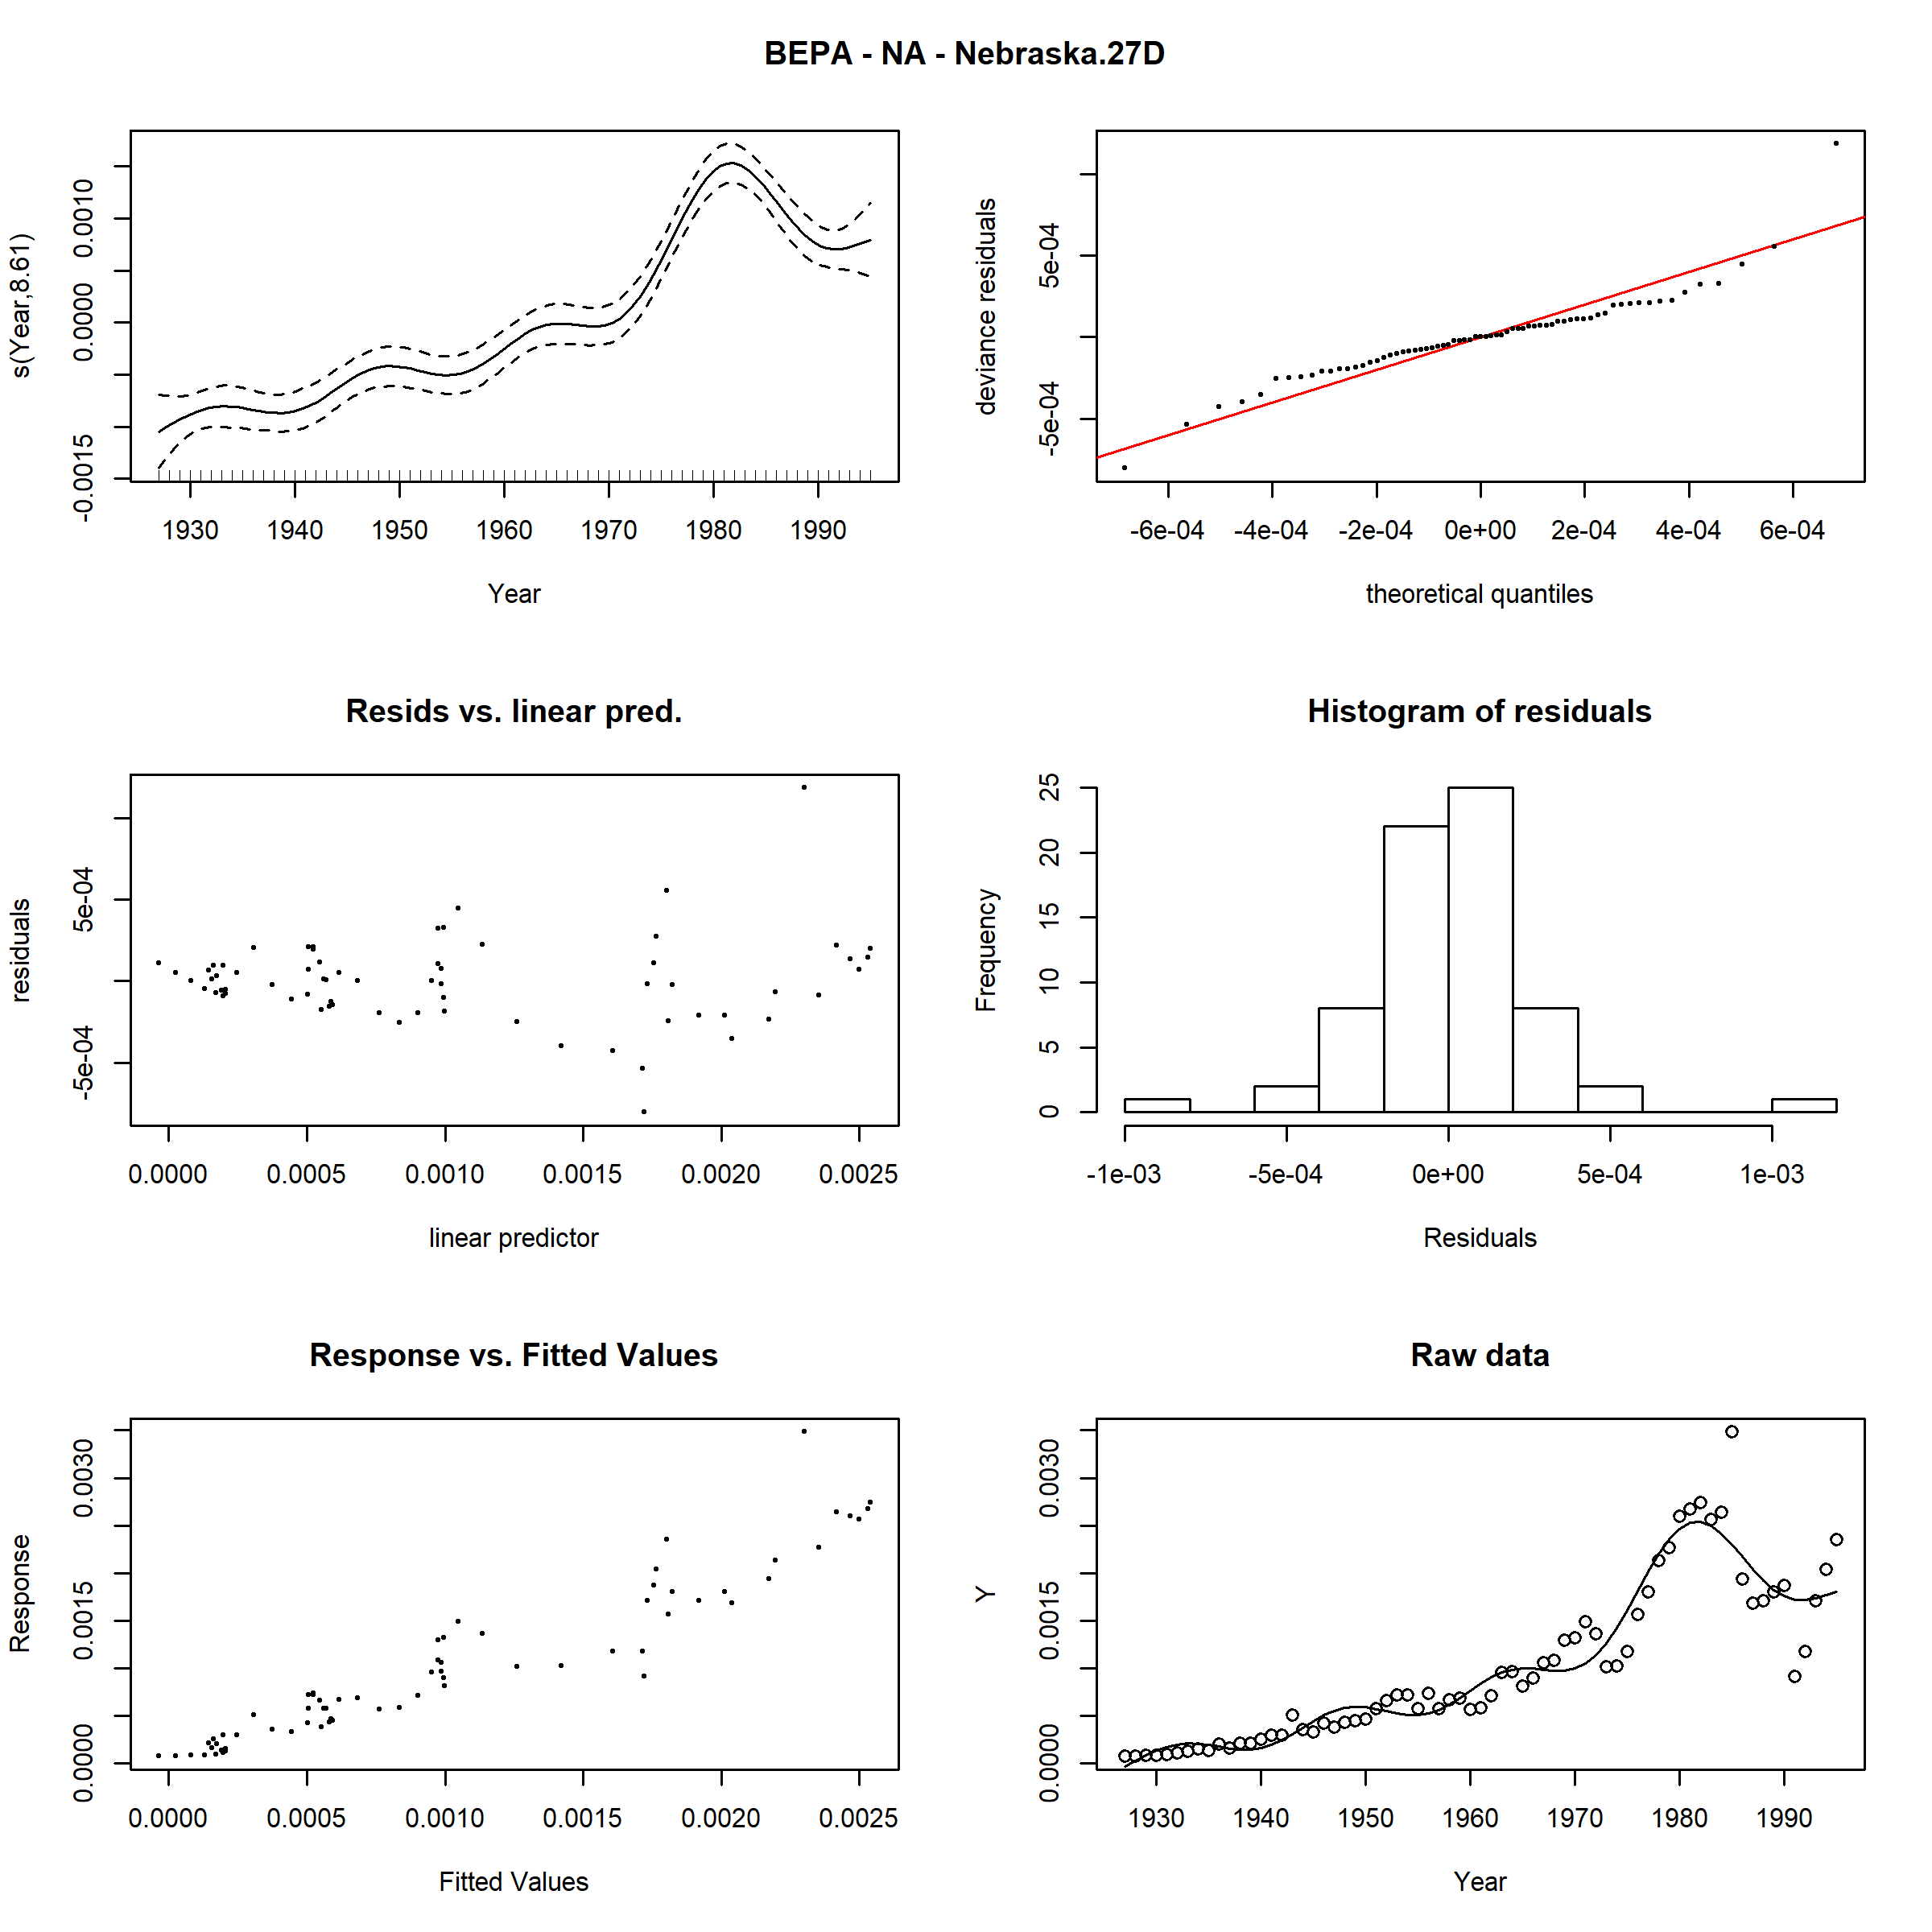 BEPA - NA - Nebraska.27D
s(Year,8.61)
-0.0015 0.0000 0.0010
1930 1940 1950 1960 1970 1980 1990
Year
deviance residuals
-5e-04 5e-04
-6e-04 -4e-04 -2e-04 0e+00 2e-04 4e-04 6e-04
theoretical quantiles
Resids vs. linear pred.
residuals
-5e-04 5e-04
0.0000 0.0005 0.0010 0.0015 0.0020 0.0025
linear predictor
Histogram of residuals
Frequency
0 5 10 15 20 25
-1e-03 -5e-04 0e+00 5e-04 1e-03
Residuals
Response vs. Fitted Values
Response
0.0000 0.0015 0.0030
0.0000 0.0005 0.0010 0.0015 0.0020 0.0025
Fitted Values
Raw data
Y
0.0000 0.0015 0.0030
1930 1940 1950 1960 1970 1980 1990
Year